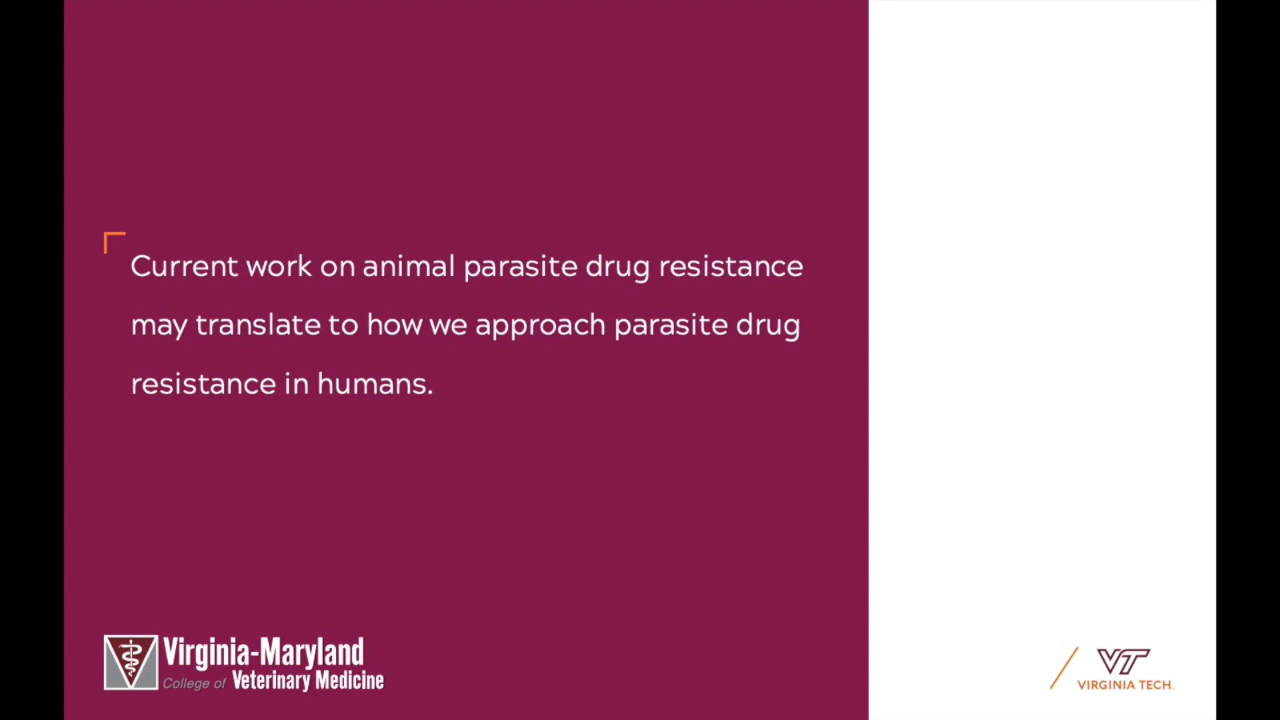 Current work on animal parasite drug resistance
may translate to how we approach parasite drug
resistance in humans.
Virginia-Maryland
College of Veterinary Medicine
VT
VIRGINIA TECH.